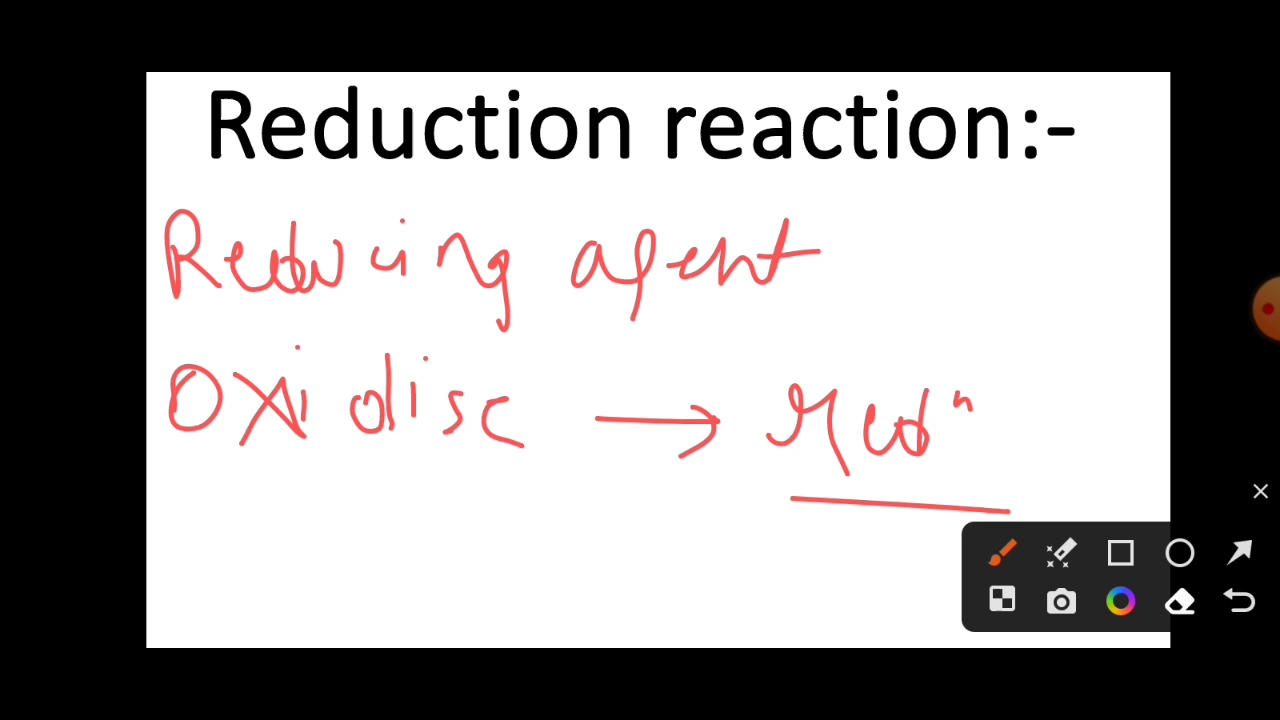 Reduction reaction:-
Reducing agent
Oxidise → redⁿ